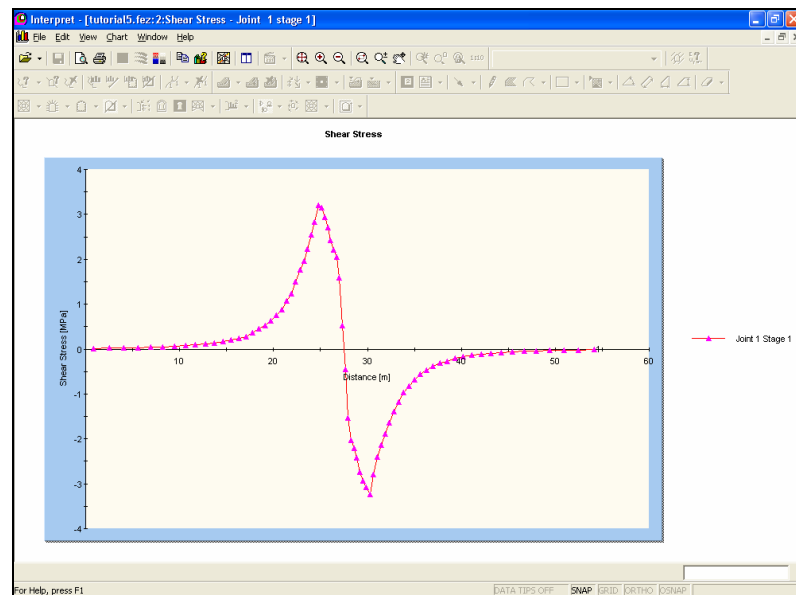 Interpret - [tutorial5.fez:2:Shear Stress - Joint 1 stage 1]
File Edit View Chart Window Help
Shear Stress
4
3
2
1
0
-1
-2
-3
-4
Shear Stress [MPa]
10 20 30 40 50 60
Distance [m]
Joint 1 Stage 1
For Help, press F1
DATA TIPS OFF SNAP GRID ORTHO OSNAP